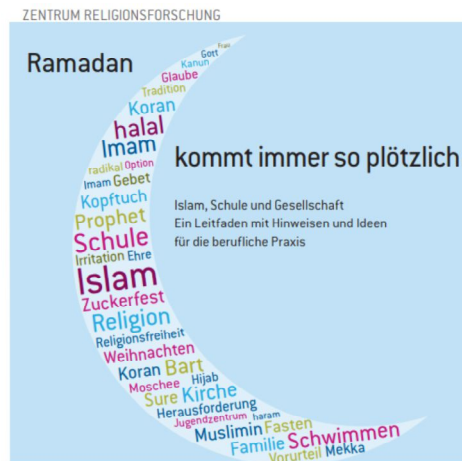 ZENTRUM RELIGIONSFORSCHUNG
Ramadan
kommt immer so plötzlich
Islam, Schule und Gesellschaft
Ein Leitfaden mit Hinweisen und Ideen
für die berufliche Praxis
Gott
Kanun
Glaube
Tradition
Koran
halal
Imam
radikal Option
Imam Gebet
Kopftuch
Prophet
Schule
Irritation Ehre
Islam
Zuckerfest
Religion
Religionsfreiheit
Weihnachten
Koran Bart
Moschee Hijab
Sure Kirche
Herausforderung
Jugendzentrum haram
Muslimin Fasten
Familie Schwimmen
Vorurteil Mekka